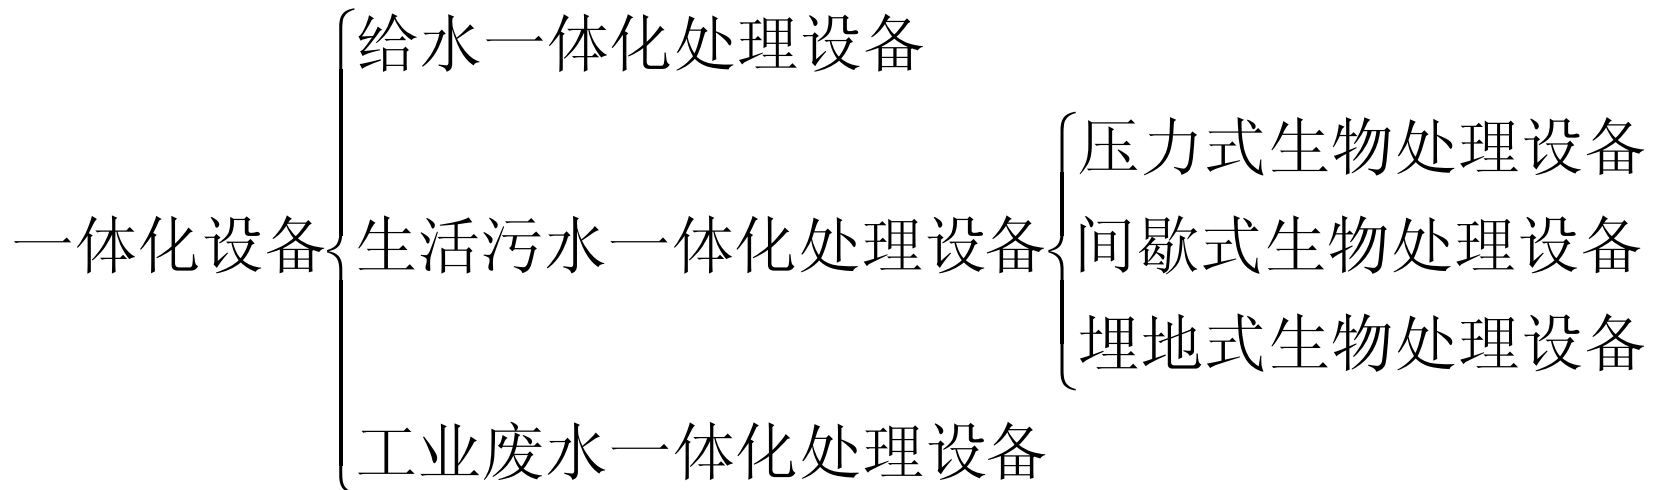 给水一体化处理设备
压力式生物处理设备
一体化设备 生活污水一体化处理设备 间歇式生物处理设备
埋地式生物处理设备
工业废水一体化处理设备